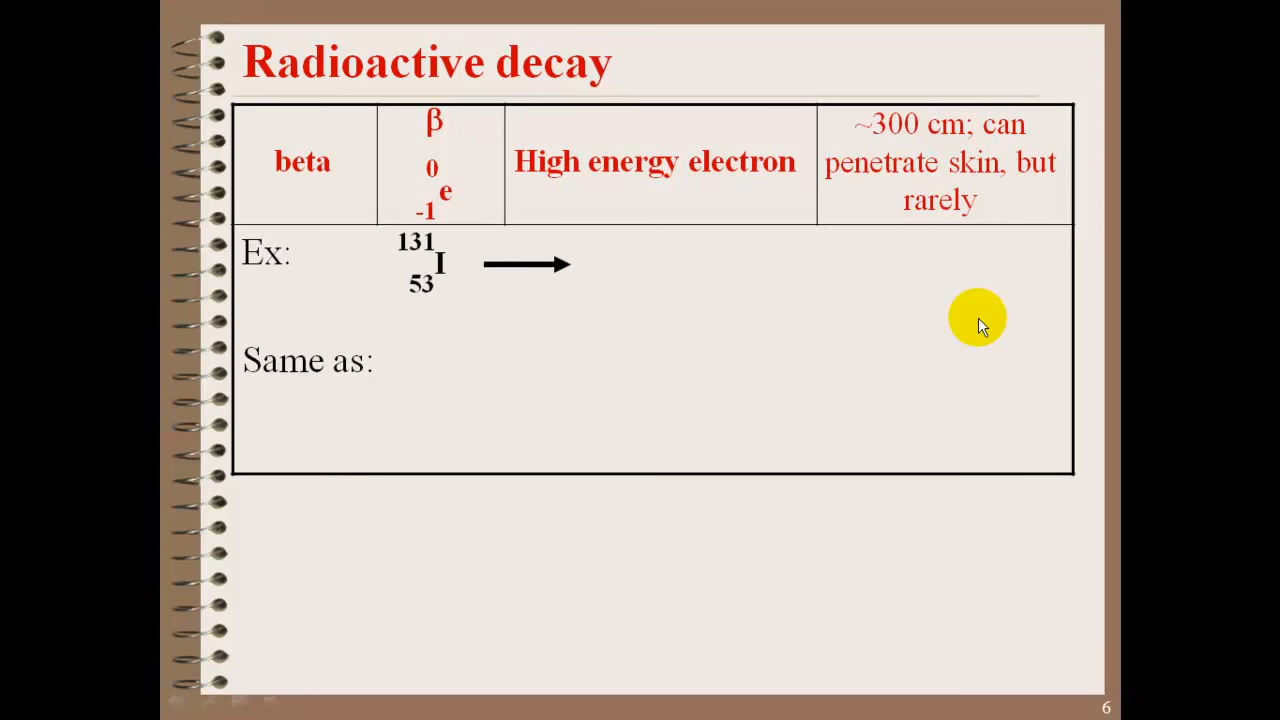 Radioactive decay
beta
β
0
-1 e
High energy electron
~300 cm; can
penetrate skin, but
rarely
Ex:
131
53 I
Same as:
6